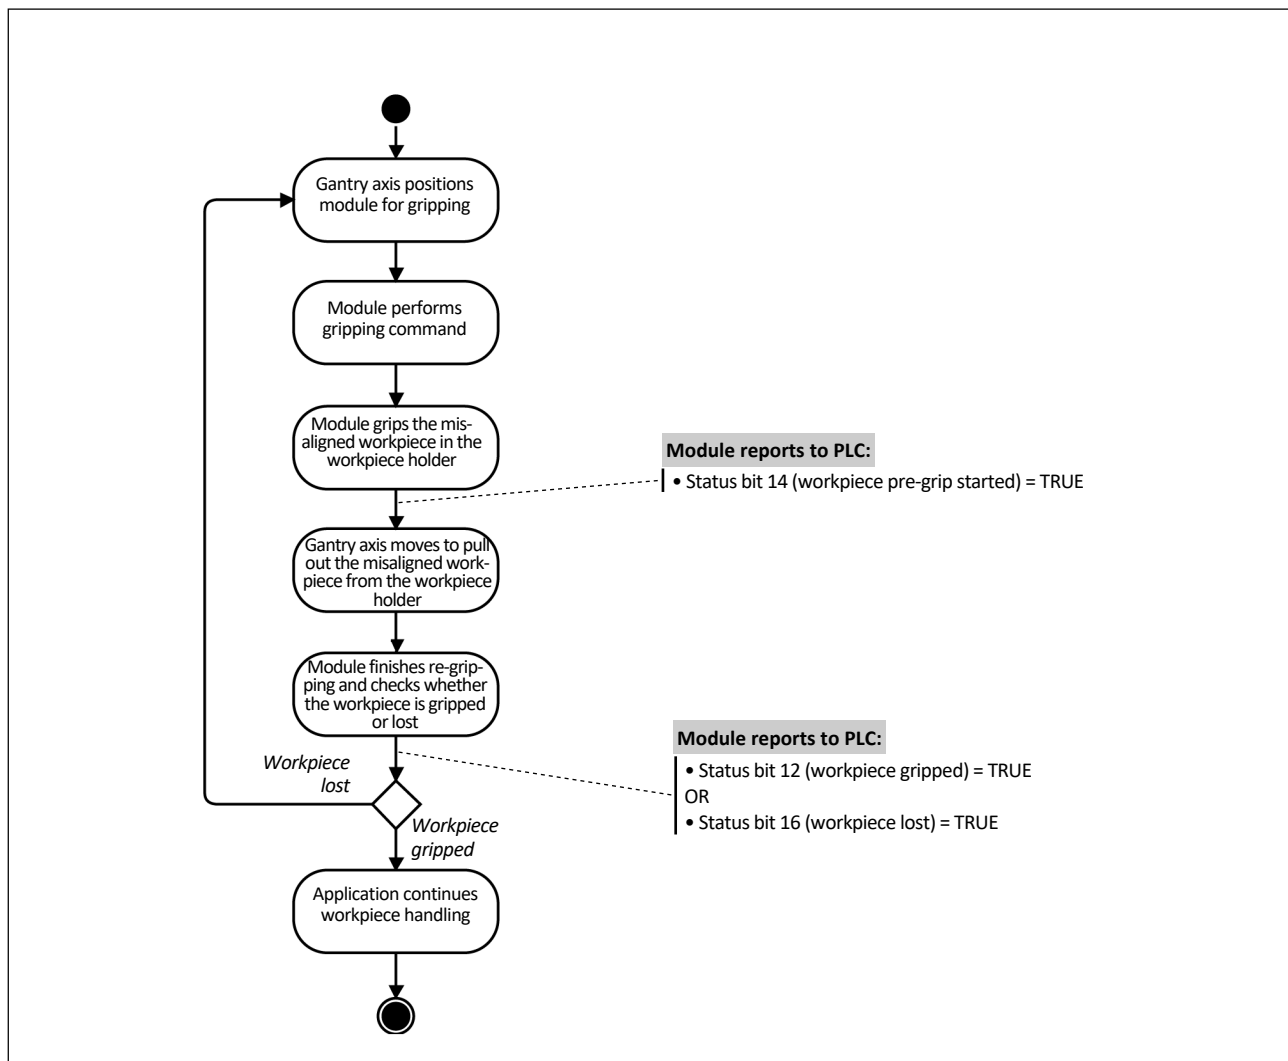 Gantry axis positions
module for gripping
Module performs
gripping command
Module grips the mis-
aligned workpiece in the
workpiece holder
Module reports to PLC:
• Status bit 14 (workpiece pre-grip started) = TRUE
Gantry axis moves to pull
out the misaligned work-
piece from the workpiece
holder
Module finishes re-grip-
ping and checks whether
the workpiece is gripped
or lost
Module reports to PLC:
• Status bit 12 (workpiece gripped) = TRUE
OR
• Status bit 16 (workpiece lost) = TRUE
Workpiece
lost
Workpiece
gripped
Application continues
workpiece handling